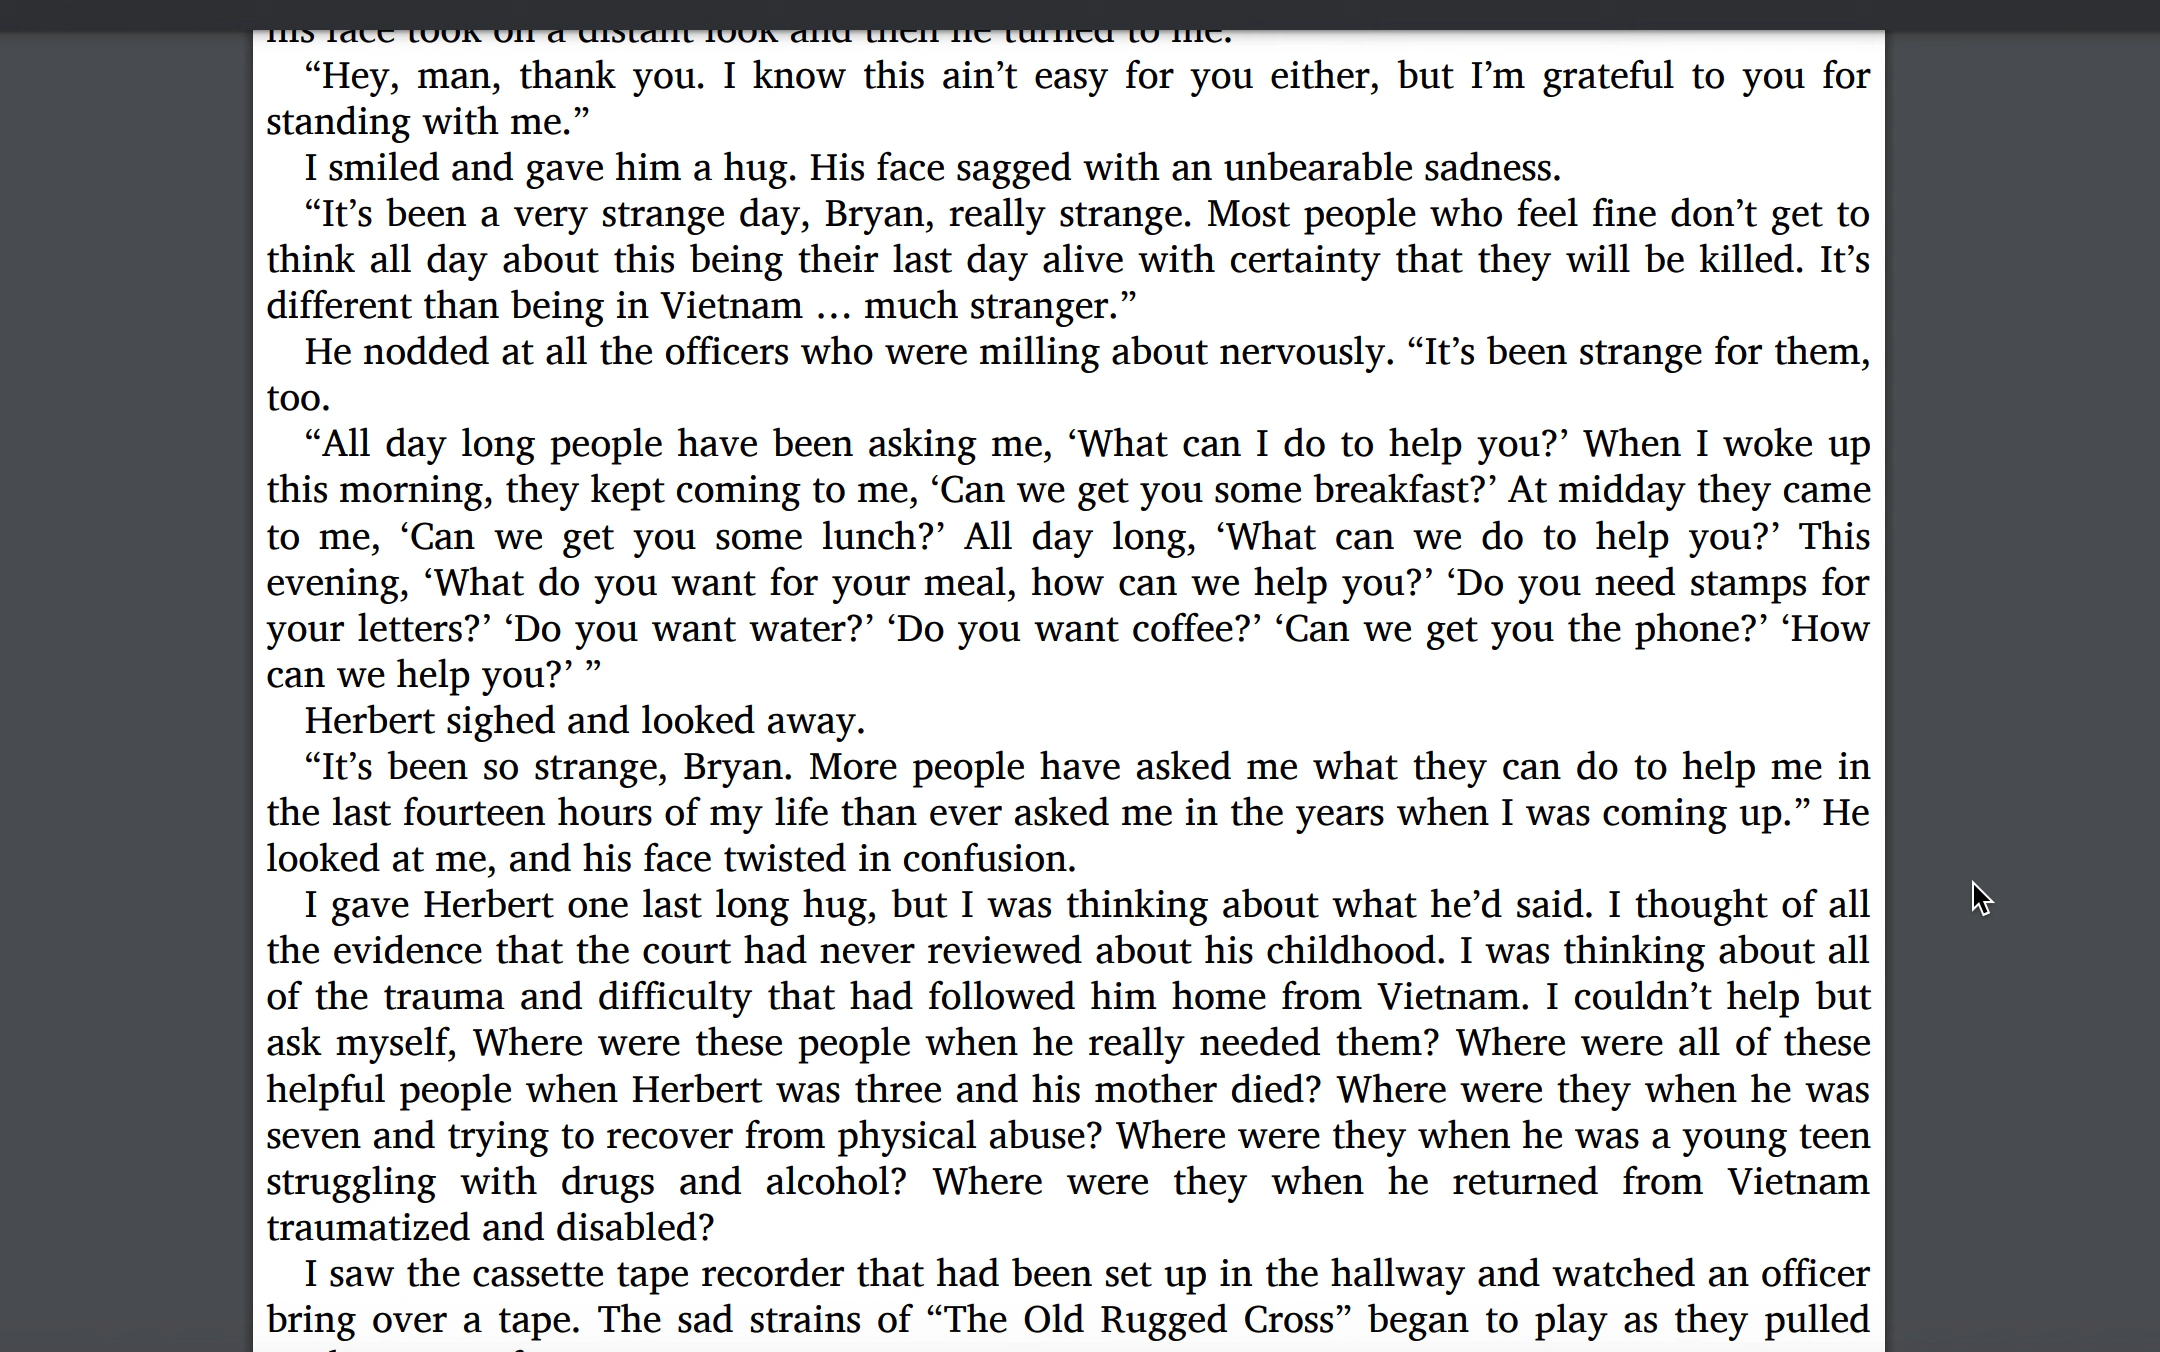 his face took on a distant look and then he turned to me.
“Hey, man, thank you. I know this ain’t easy for you either, but I’m grateful to you for
standing with me.”
I smiled and gave him a hug. His face sagged with an unbearable sadness.
“It’s been a very strange day, Bryan, really strange. Most people who feel fine don’t get to
think all day about this being their last day alive with certainty that they will be killed. It’s
different than being in Vietnam … much stranger.”
He nodded at all the officers who were milling about nervously. “It’s been strange for them,
too.
“All day long people have been asking me, ‘What can I do to help you?’ When I woke up
this morning, they kept coming to me, ‘Can we get you some breakfast?’ At midday they came
to me, ‘Can we get you some lunch?’ All day long, ‘What can we do to help you?’ This
evening, ‘What do you want for your meal, how can we help you?’ ‘Do you need stamps for
your letters?’ ‘Do you want water?’ ‘Do you want coffee?’ ‘Can we get you the phone?’ ‘How
can we help you?’ ”
Herbert sighed and looked away.
“It’s been so strange, Bryan. More people have asked me what they can do to help me in
the last fourteen hours of my life than ever asked me in the years when I was coming up.” He
looked at me, and his face twisted in confusion.
I gave Herbert one last long hug, but I was thinking about what he’d said. I thought of all
the evidence that the court had never reviewed about his childhood. I was thinking about all
of the trauma and difficulty that had followed him home from Vietnam. I couldn’t help but
ask myself, Where were these people when he really needed them? Where were all of these
helpful people when Herbert was three and his mother died? Where were they when he was
seven and trying to recover from physical abuse? Where were they when he was a young teen
struggling with drugs and alcohol? Where were they when he returned from Vietnam
traumatized and disabled?
I saw the cassette tape recorder that had been set up in the hallway and watched an officer
bring over a tape. The sad strains of “The Old Rugged Cross” began to play as they pulled